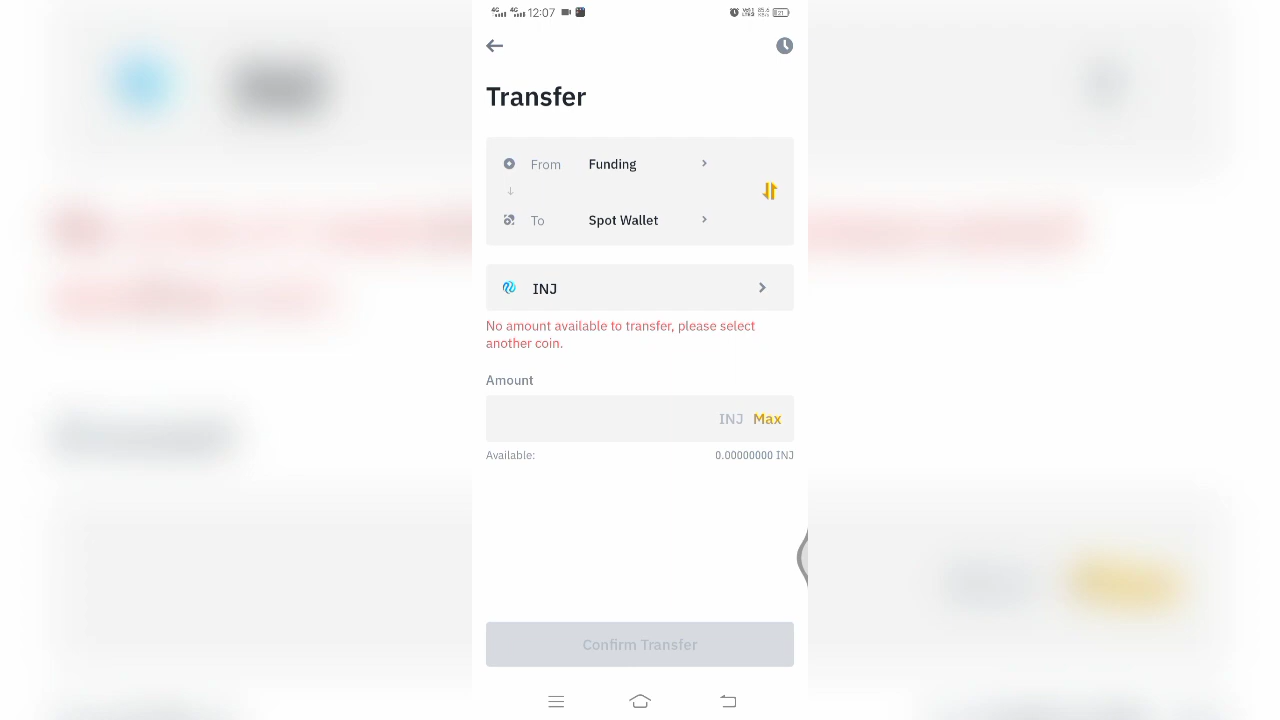 12:07
21
Transfer
From Funding
To Spot Wallet
INJ
No amount available to transfer, please select
another coin.
Amount
INJ Max
Available: 0.00000000 INJ
Confirm Transfer